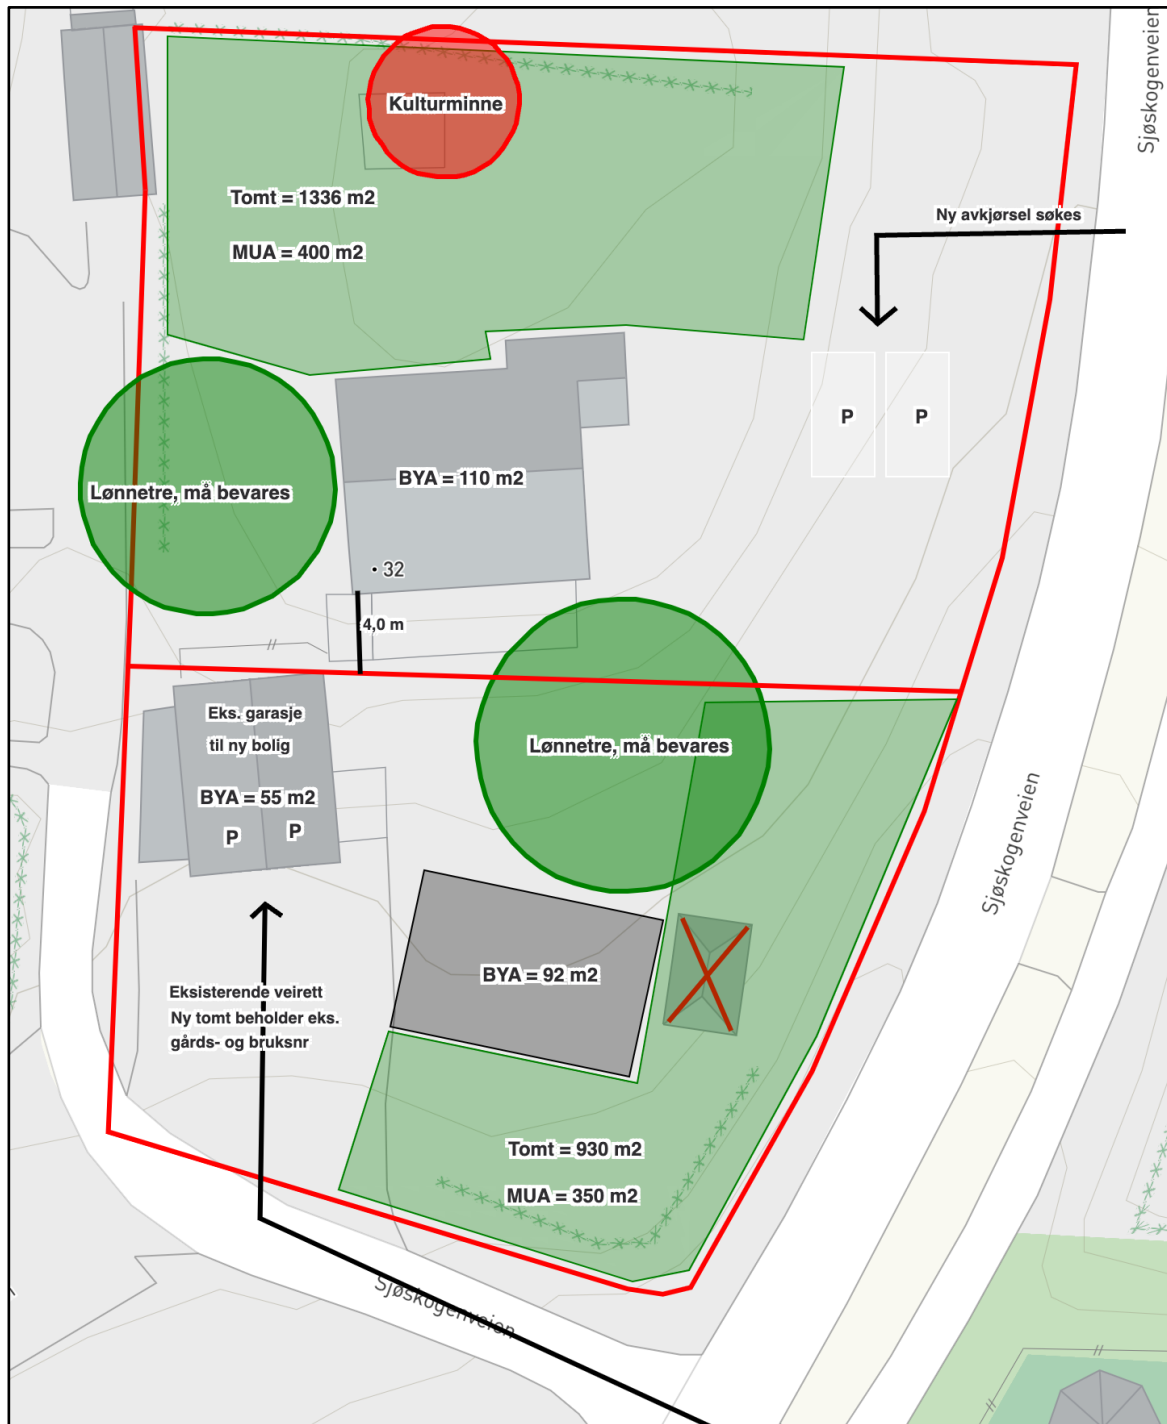 Sjøskogenveien
Kulturminne
Tomt = 1336 m2
MUA = 400 m2
Ny avkjørsel søkes
P
P
BYA = 110 m2
Lønnetre, må bevares
32
4,0 m
Eks. garasje
til ny bolig
BYA = 55 m2
P
P
Lønnetre, må bevares
Sjøskogenveien
BYA = 92 m2
Eksisterende veirett
Ny tomt beholder eks.
gårds- og bruksnr
Tomt = 930 m2
MUA = 350 m2
Sjøskogenveien